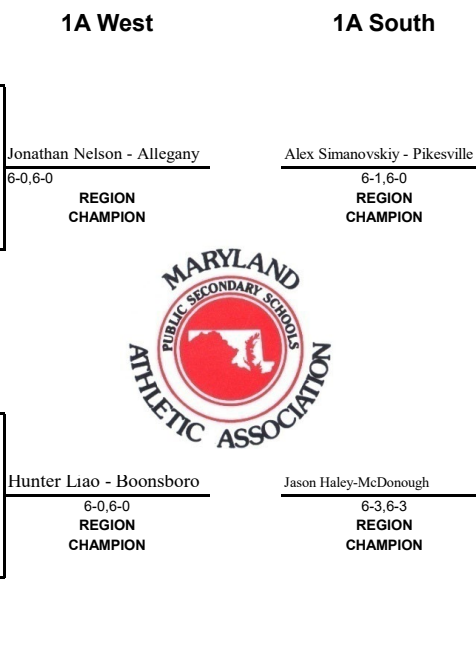 1A West
1A South
Jonathan Nelson - Allegany
Alex Simanovskiy - Pikesville
6-0,6-0
6-1,6-0
REGION
REGION
CHAMPION
CHAMPION
MARYLAND
PUBLIC SECONDARY SCHOOLS
ATHLETIC ASSOCIATION
Hunter Liao - Boonsboro
Jason Haley-McDonough
6-0,6-0
6-3,6-3
REGION
REGION
CHAMPION
CHAMPION